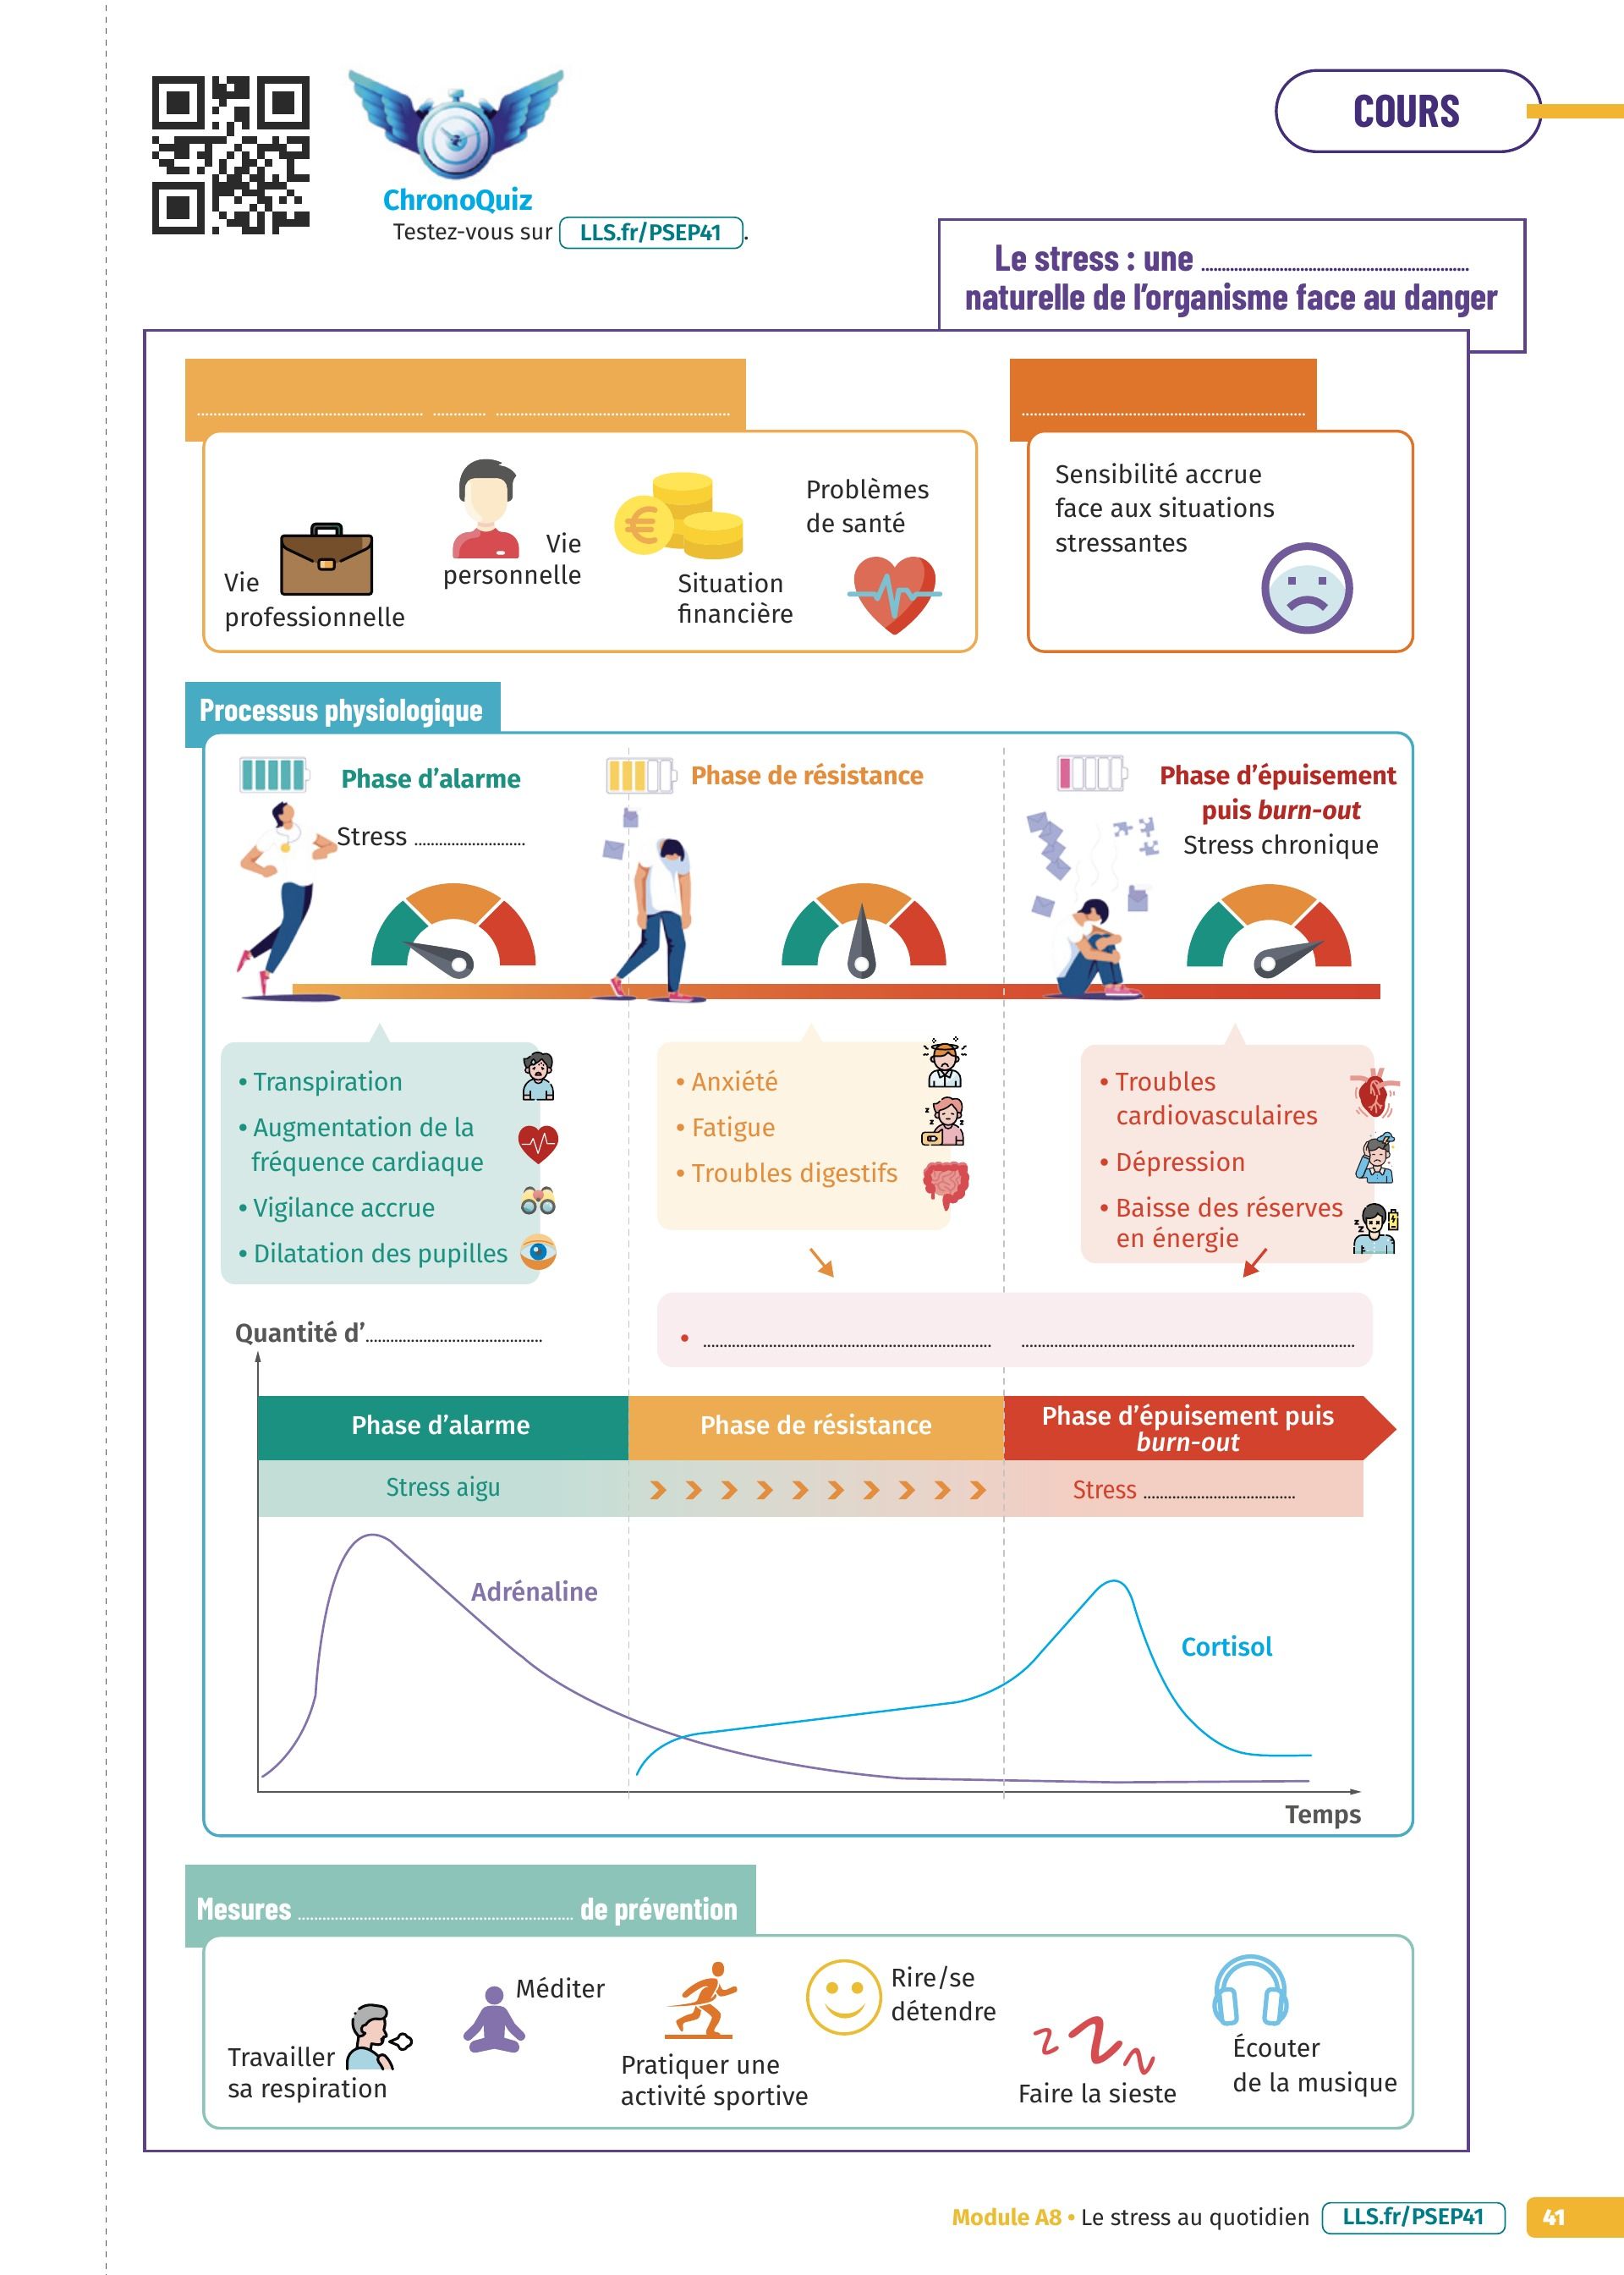 COURS
ChronoQuiz
Testez-vous sur LLS.fr/PSEP41.
Le stress : une ........................................
naturelle de l'organisme face au danger
........................................ .......... ........................................
........................................
Vie
professionnelle
Vie
personnelle
Situation
financière
Problèmes
de santé
Sensibilité accrue
face aux situations
stressantes
Processus physiologique
Phase d'alarme
Stress ....................
Phase de résistance
Phase d'épuisement
puis burn-out
Stress chronique
• Transpiration
• Augmentation de la
fréquence cardiaque
• Vigilance accrue
• Dilatation des pupilles
• Anxiété
• Fatigue
• Troubles digestifs
• Troubles
cardiovasculaires
• Dépression
• Baisse des réserves
en énergie
• ........................................ ........................................
Quantité d'..............................
Phase d'alarme
Phase de résistance
Phase d'épuisement puis
burn-out
Stress aigu
Stress ..............................
Adrénaline
Cortisol
Temps
Mesures ........................................ de prévention
Travailler
sa respiration
Méditer
Pratiquer une
activité sportive
Rire/se
détendre
Faire la sieste
Écouter
de la musique
Module A8 • Le stress au quotidien LLS.fr/PSEP41 41